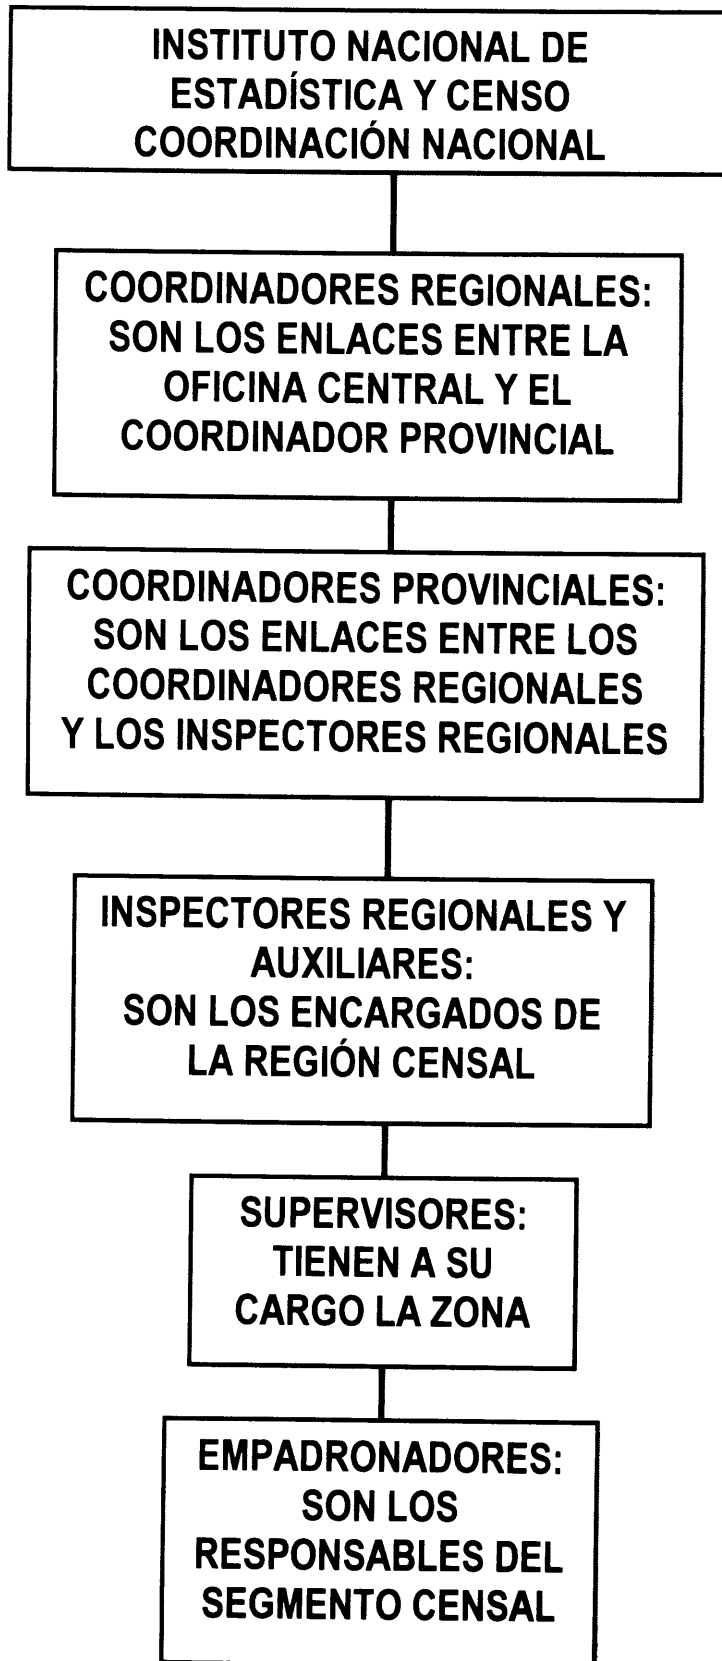 INSTITUTO NACIONAL DE
ESTADÍSTICA Y CENSO
COORDINACIÓN NACIONAL
COORDINADORES REGIONALES:
SON LOS ENLACES ENTRE LA
OFICINA CENTRAL Y EL
COORDINADOR PROVINCIAL
COORDINADORES PROVINCIALES:
SON LOS ENLACES ENTRE LOS
COORDINADORES REGIONALES
Y LOS INSPECTORES REGIONALES
INSPECTORES REGIONALES Y
AUXILIARES:
SON LOS ENCARGADOS DE
LA REGIÓN CENSAL
SUPERVISORES:
TIENEN A SU
CARGO LA ZONA
EMPADRONADORES:
SON LOS
RESPONSABLES DEL
SEGMENTO CENSAL